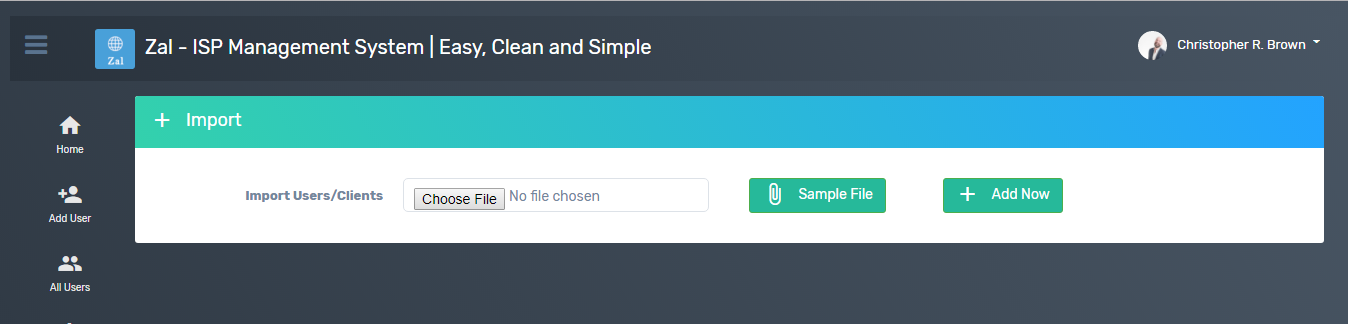 Zal
Zal - ISP Management System | Easy, Clean and Simple
Christopher R. Brown
Home
Add User
All Users
Import
Import Users/Clients
Choose File No file chosen
Sample File
Add Now